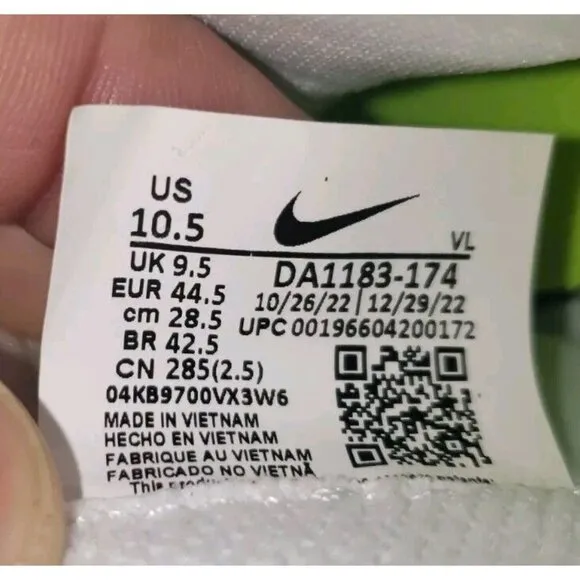 US
10.5
VL
UK 9.5
DA1183-174
EUR 44.5
10/26/22 | 12/29/22
cm 28.5
UPC 00196604200172
BR 42.5
CN 285(2.5)
04KB9700VX3W6
MADE IN VIETNAM
HECHO EN VIETNAM
FABRIQUE AU VIETNAM
FABRICADO NO VIETNÃ
This